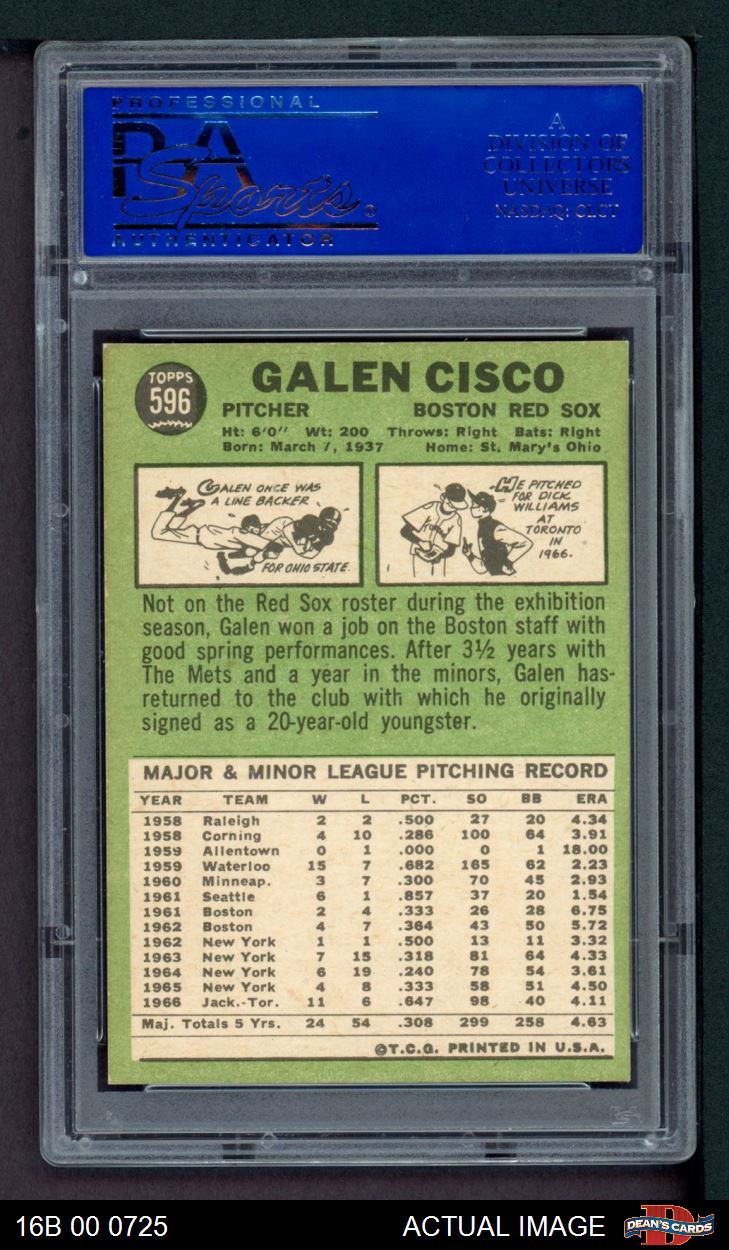 PROFESSIONAL
PSA
Sports
AUTHENTICATOR
A
DIVISION OF
COLLECTORS
UNIVERSE
NASDAQ: CLCT
TOPPS
596
GALEN CISCO
PITCHER BOSTON RED SOX
Ht: 6'0" Wt: 200 Throws: Right Bats: Right
Born: March 7, 1937 Home: St. Mary's Ohio
GALEN ONCE WAS
A LINE BACKER
FOR OHIO STATE.
HE PITCHED
FOR DICK
WILLIAMS
AT
TORONTO
IN
1966.
Not on the Red Sox roster during the exhibition
season, Galen won a job on the Boston staff with
good spring performances. After 3½ years with
The Mets and a year in the minors, Galen has-
returned to the club with which he originally
signed as a 20-year-old youngster.
MAJOR & MINOR LEAGUE PITCHING RECORD
YEAR TEAM W L PCT. SO BB ERA
1958 Raleigh 2 2 .500 27 20 4.34
1958 Corning 4 10 .286 100 64 3.91
1959 Allentown 0 1 .000 0 1 18.00
1959 Waterloo 15 7 .682 165 62 2.23
1960 Minneap. 3 7 .300 70 45 2.93
1961 Seattle 6 1 .857 37 20 1.54
1961 Boston 2 4 .333 26 28 6.75
1962 Boston 4 7 .364 43 50 5.72
1962 New York 1 1 .500 13 11 3.32
1963 New York 7 15 .318 81 64 4.33
1964 New York 6 19 .240 78 54 3.61
1965 New York 4 8 .333 58 51 4.50
1966 Jack.-Tor. 11 6 .647 98 40 4.11
Maj. Totals 5 Yrs. 24 54 .308 299 258 4.63
©T.C.G. PRINTED IN U.S.A.
16B 00 0725 ACTUAL IMAGE
D
DEAN'S CARDS